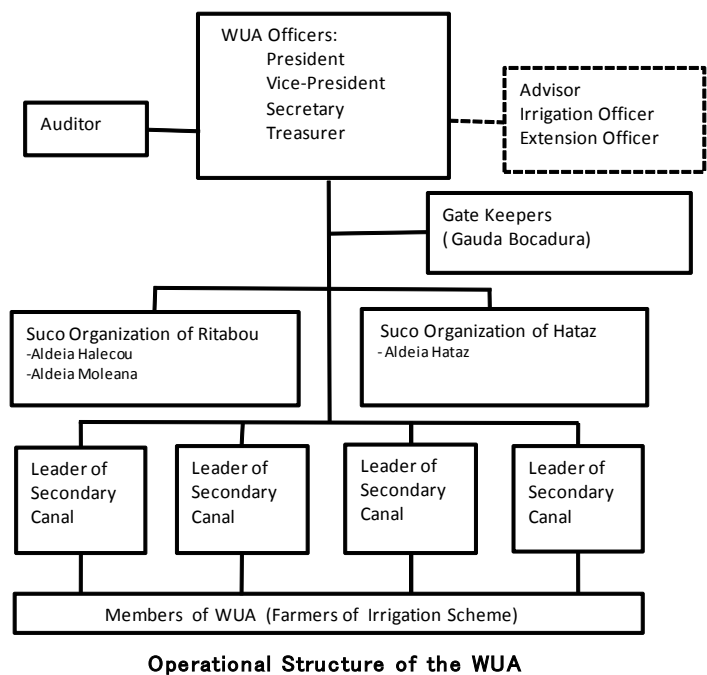 WUA Officers:
President
Vice-President
Secretary
Treasurer
Auditor
Advisor
Irrigation Officer
Extension Officer
Gate Keepers
( Gauda Bocadura)
Suco Organization of Ritabou
-Aldeia Halecou
-Aldeia Moleana
Suco Organization of Hataz
- Aldeia Hataz
Leader of
Secondary
Canal
Leader of
Secondary
Canal
Leader of
Secondary
Canal
Leader of
Secondary
Canal
Members of WUA (Farmers of Irrigation Scheme)
Operational Structure of the WUA